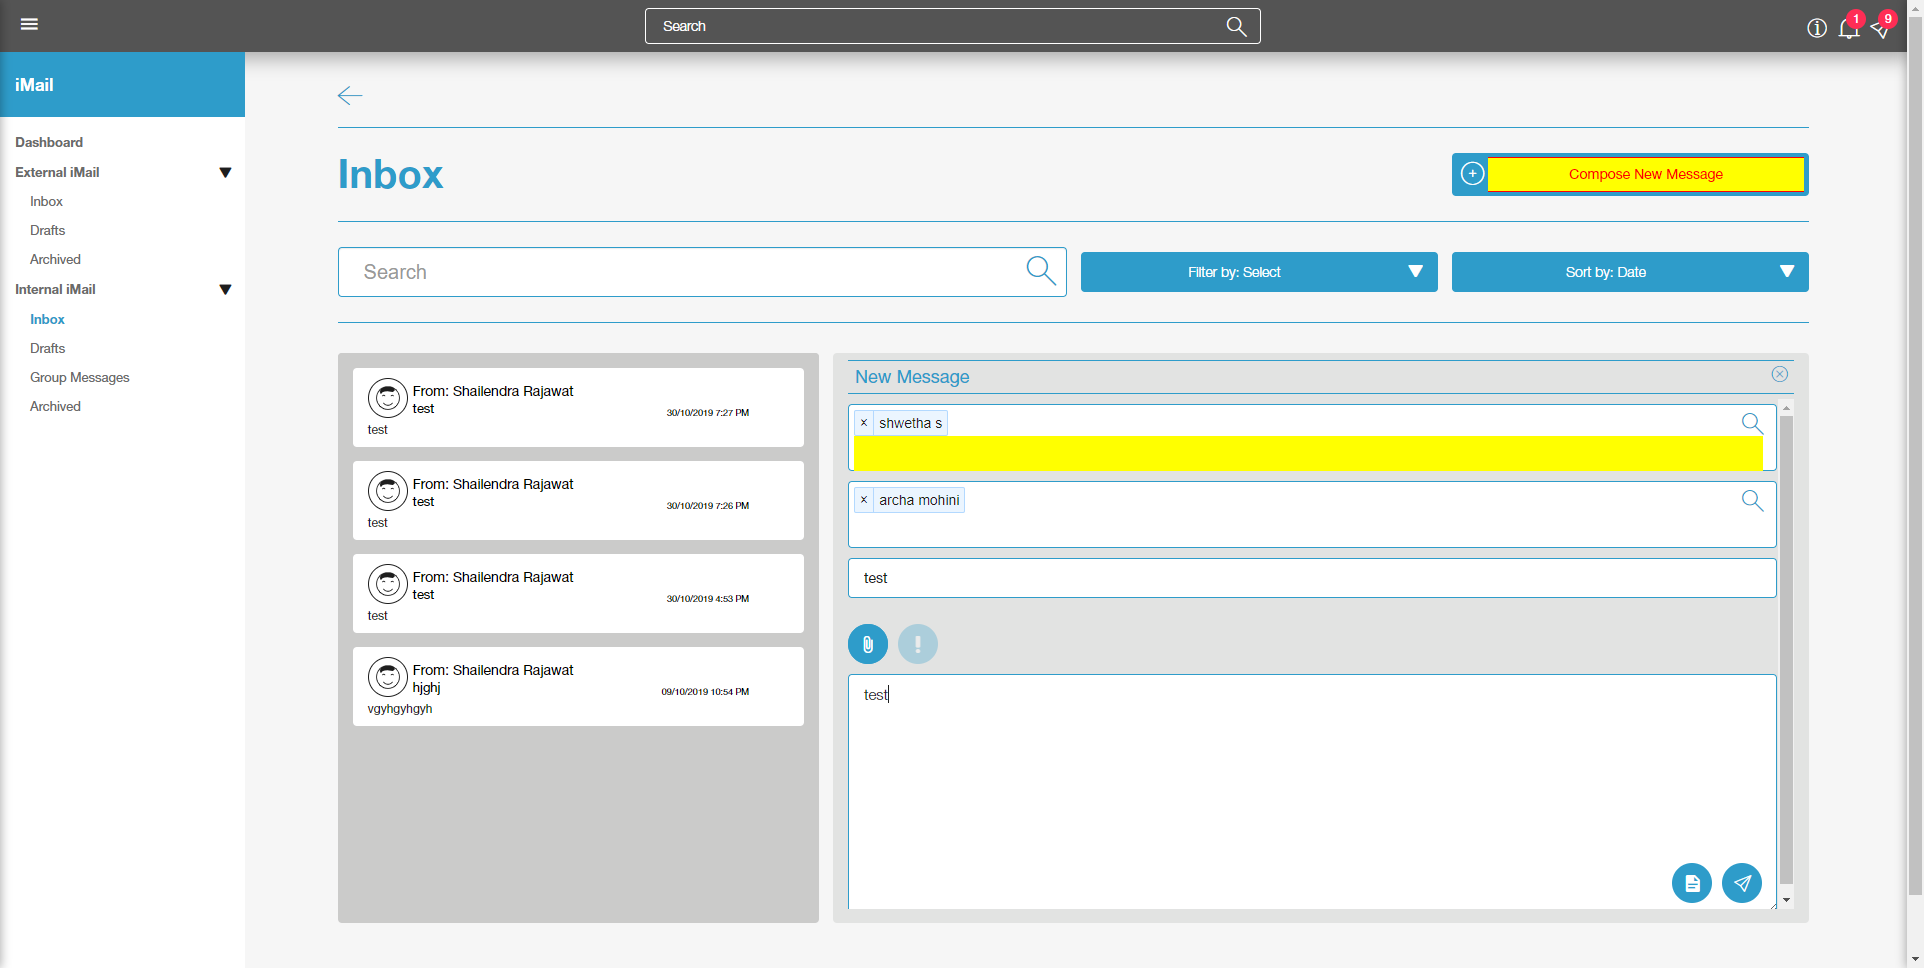 Search
1
9
iMail
Dashboard
External iMail
Inbox
Drafts
Archived
Internal iMail
Inbox
Drafts
Group Messages
Archived
Inbox
Compose New Message
Search
Filter by: Select
Sort by: Date
From: Shailendra Rajawat
test
30/10/2019 7:27 PM
test
From: Shailendra Rajawat
test
30/10/2019 7:26 PM
test
From: Shailendra Rajawat
test
30/10/2019 4:53 PM
test
From: Shailendra Rajawat
hjghj
09/10/2019 10:54 PM
vgyhgyhgyh
New Message
× shwetha s
× archa mohini
test
test